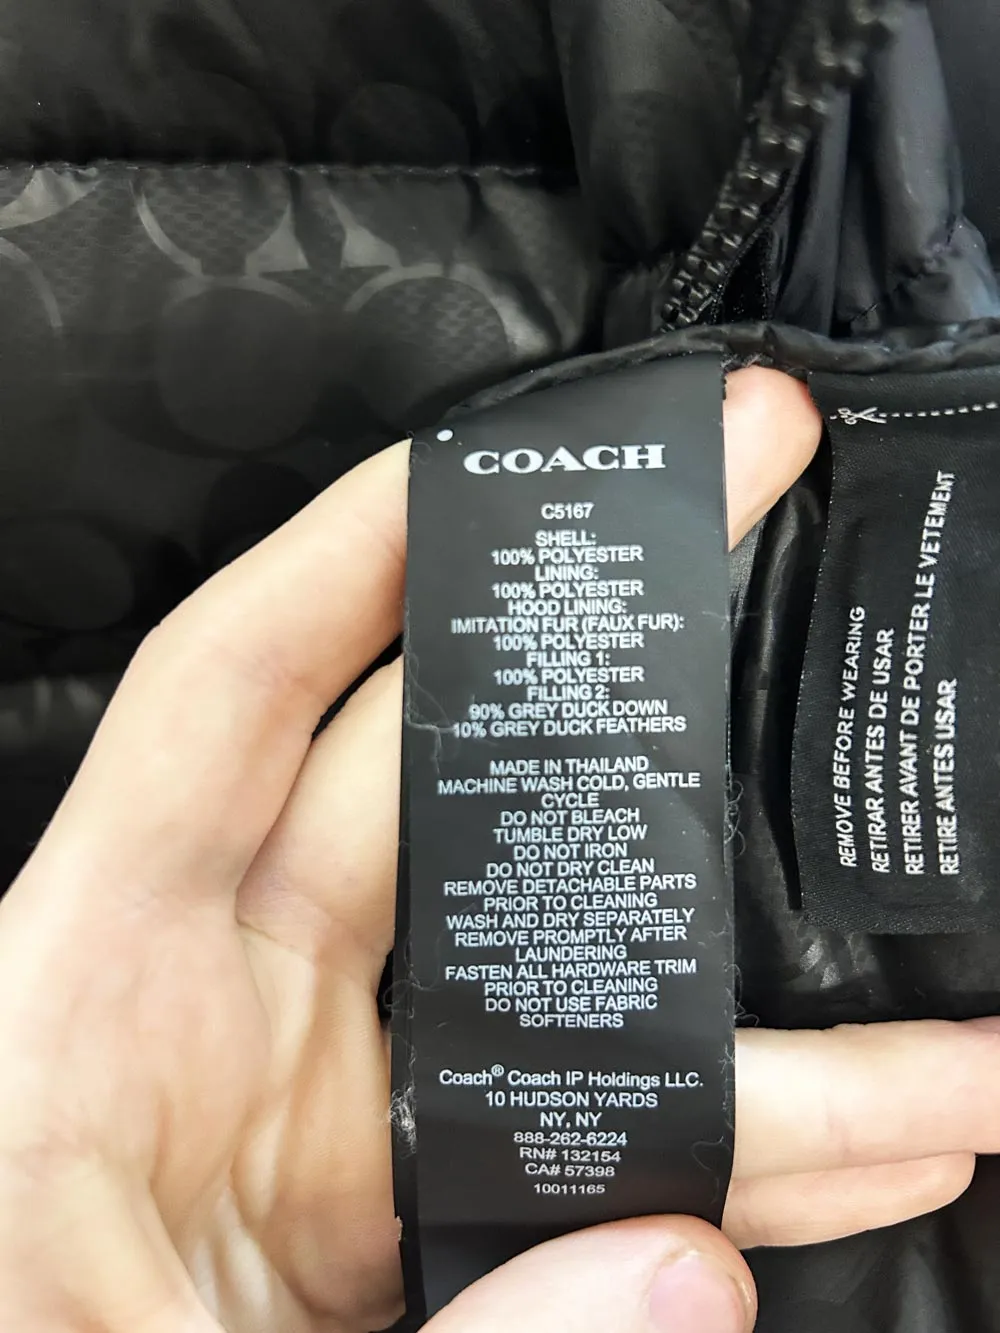 COACH
C5167
SHELL:
100% POLYESTER
LINING:
100% POLYESTER
HOOD LINING:
IMITATION FUR (FAUX FUR):
100% POLYESTER
FILLING 1:
100% POLYESTER
FILLING 2:
90% GREY DUCK DOWN
10% GREY DUCK FEATHERS
MADE IN THAILAND
MACHINE WASH COLD, GENTLE
CYCLE
DO NOT BLEACH
TUMBLE DRY LOW
DO NOT IRON
DO NOT DRY CLEAN
REMOVE DETACHABLE PARTS
PRIOR TO CLEANING
WASH AND DRY SEPARATELY
REMOVE PROMPTLY AFTER
LAUNDERING
FASTEN ALL HARDWARE TRIM
PRIOR TO CLEANING
DO NOT USE FABRIC
SOFTENERS
Coach® Coach IP Holdings LLC.
10 HUDSON YARDS
NY, NY
888-262-6224
RN# 132154
CA# 57398
10011165
REMOVE BEFORE WEARING
RETIRAR ANTES DE USAR
RETIRER AVANT DE PORTER LE VETEMENT
RETIRE ANTES USAR